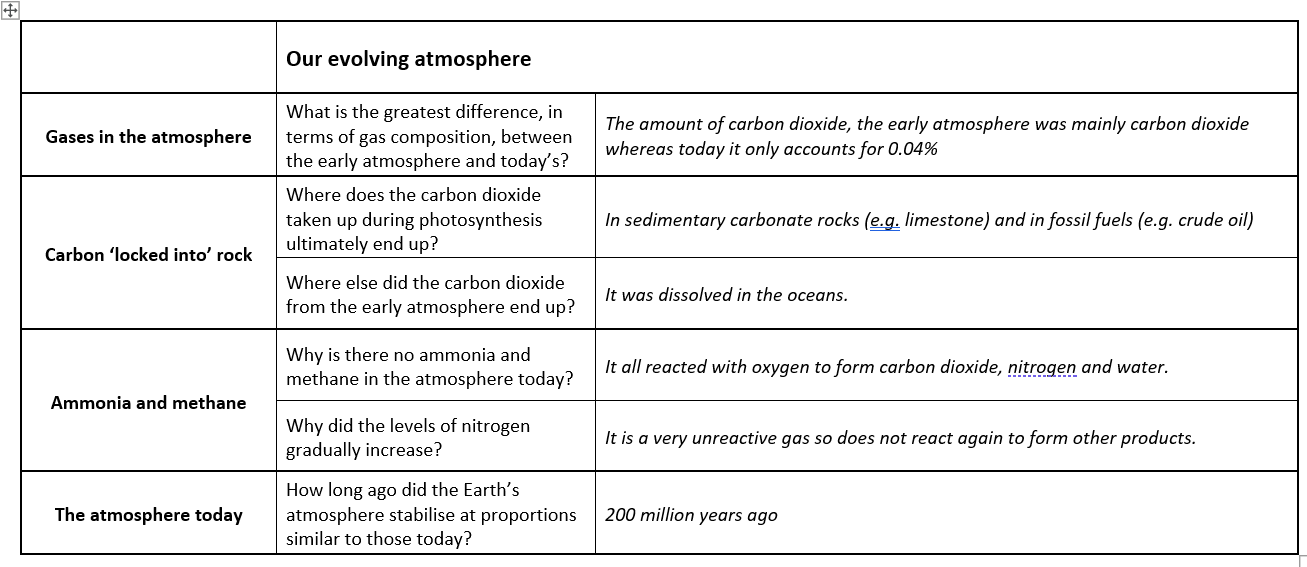 Our evolving atmosphere
Gases in the atmosphere
What is the greatest difference, in
terms of gas composition, between
the early atmosphere and today's?
The amount of carbon dioxide, the early atmosphere was mainly carbon dioxide
whereas today it only accounts for 0.04%
Carbon ‘locked into’ rock
Where does the carbon dioxide
taken up during photosynthesis
ultimately end up?
In sedimentary carbonate rocks (e.g. limestone) and in fossil fuels (e.g. crude oil)
Where else did the carbon dioxide
from the early atmosphere end up?
It was dissolved in the oceans.
Ammonia and methane
Why is there no ammonia and
methane in the atmosphere today?
It all reacted with oxygen to form carbon dioxide, nitrogen and water.
Why did the levels of nitrogen
gradually increase?
It is a very unreactive gas so does not react again to form other products.
The atmosphere today
How long ago did the Earth's
atmosphere stabilise at proportions
similar to those today?
200 million years ago